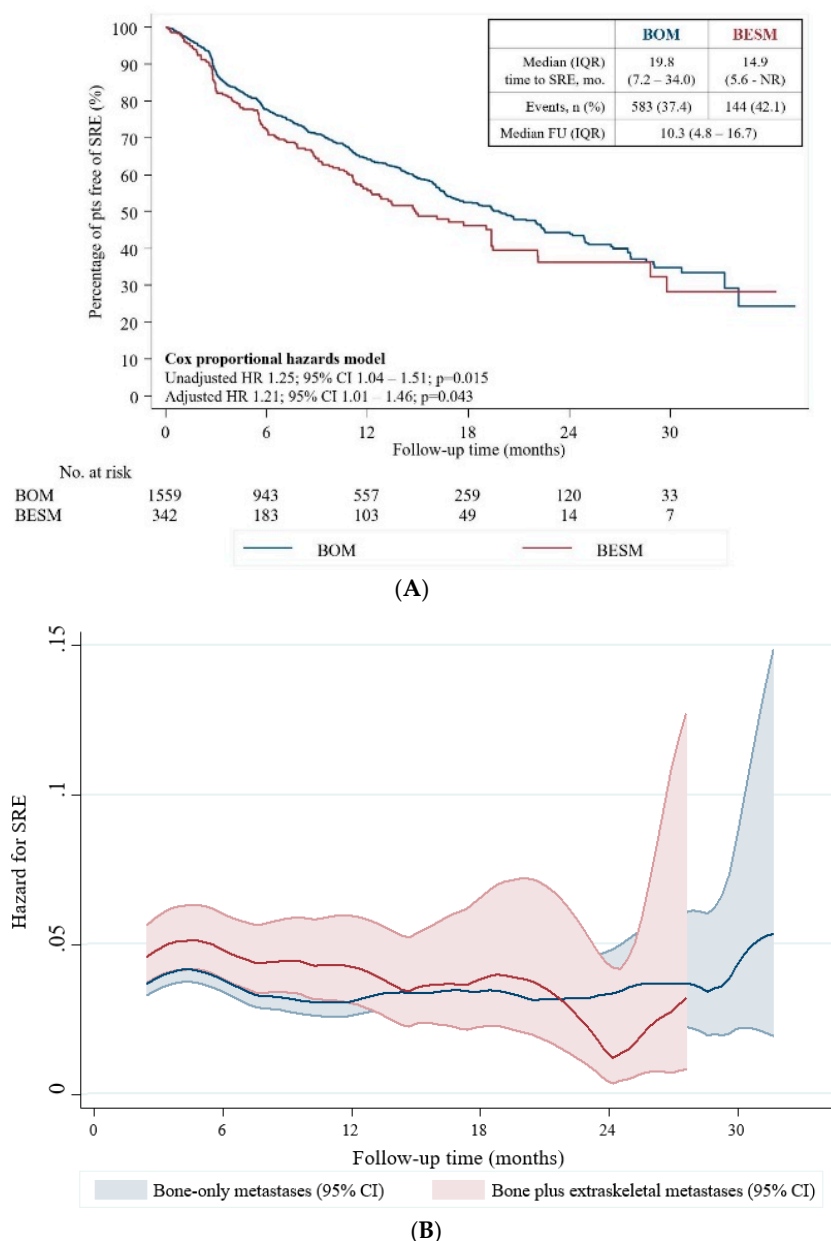 BOM BESM
Median (IQR) 19.8 14.9
time to SRE, mo. (7.2 – 34.0) (5.6 - NR)
Events, n (%) 583 (37.4) 144 (42.1)
Median FU (IQR) 10.3 (4.8 – 16.7)
Percentage of pts free of SRE (%)
100
90
80
70
60
50
40
30
20
10
0
Cox proportional hazards model
Unadjusted HR 1.25; 95% CI 1.04 – 1.51; p=0.015
Adjusted HR 1.21; 95% CI 1.01 – 1.46; p=0.043
0 6 12 18 24 30
Follow-up time (months)
No. at risk
BOM 1559 943 557 259 120 33
BESM 342 183 103 49 14 7
BOM BESM
(A)
Hazard for SRE
.15
.1
.05
0
0 6 12 18 24 30
Follow-up time (months)
Bone-only metastases (95% CI) Bone plus extraskeletal metastases (95% CI)
(B)